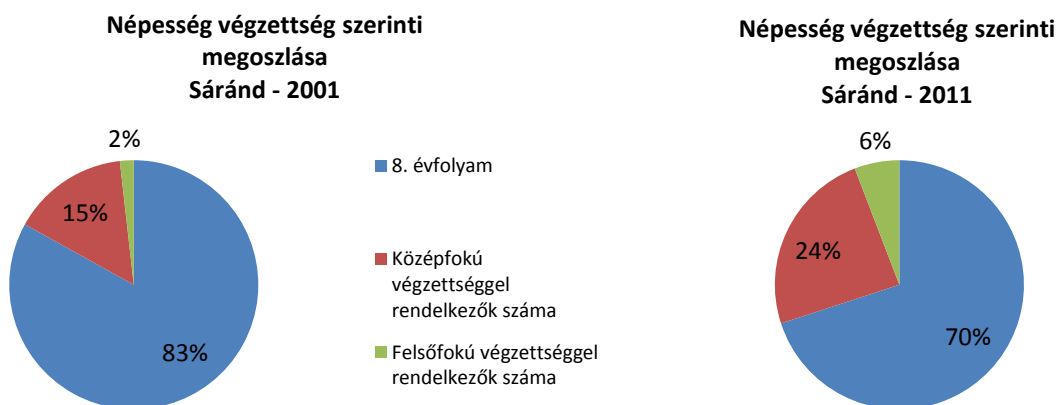 Népesség végzettség szerinti
megoszlása
Sáránd - 2001
2%
15%
83%
8. évfolyam
Középfokú
végzettséggel
rendelkezők száma
Felsőfokú végzettséggel
rendelkezők száma
Népesség végzettség szerinti
megoszlása
Sáránd - 2011
6%
24%
70%